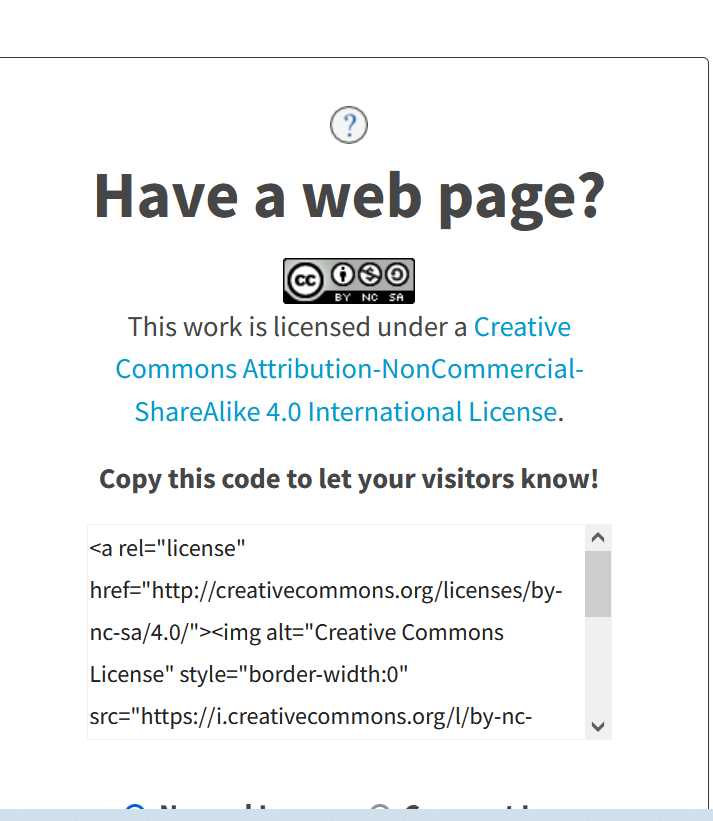 ?
Have a web page?
cc
BY NC SA
This work is licensed under a Creative
Commons Attribution-NonCommercial-
ShareAlike 4.0 International License.
Copy this code to let your visitors know!
<a rel="license"
href="http://creativecommons.org/licenses/by-
nc-sa/4.0/"><img alt="Creative Commons
License" style="border-width:0"
src="https://i.creativecommons.org/l/by-nc-